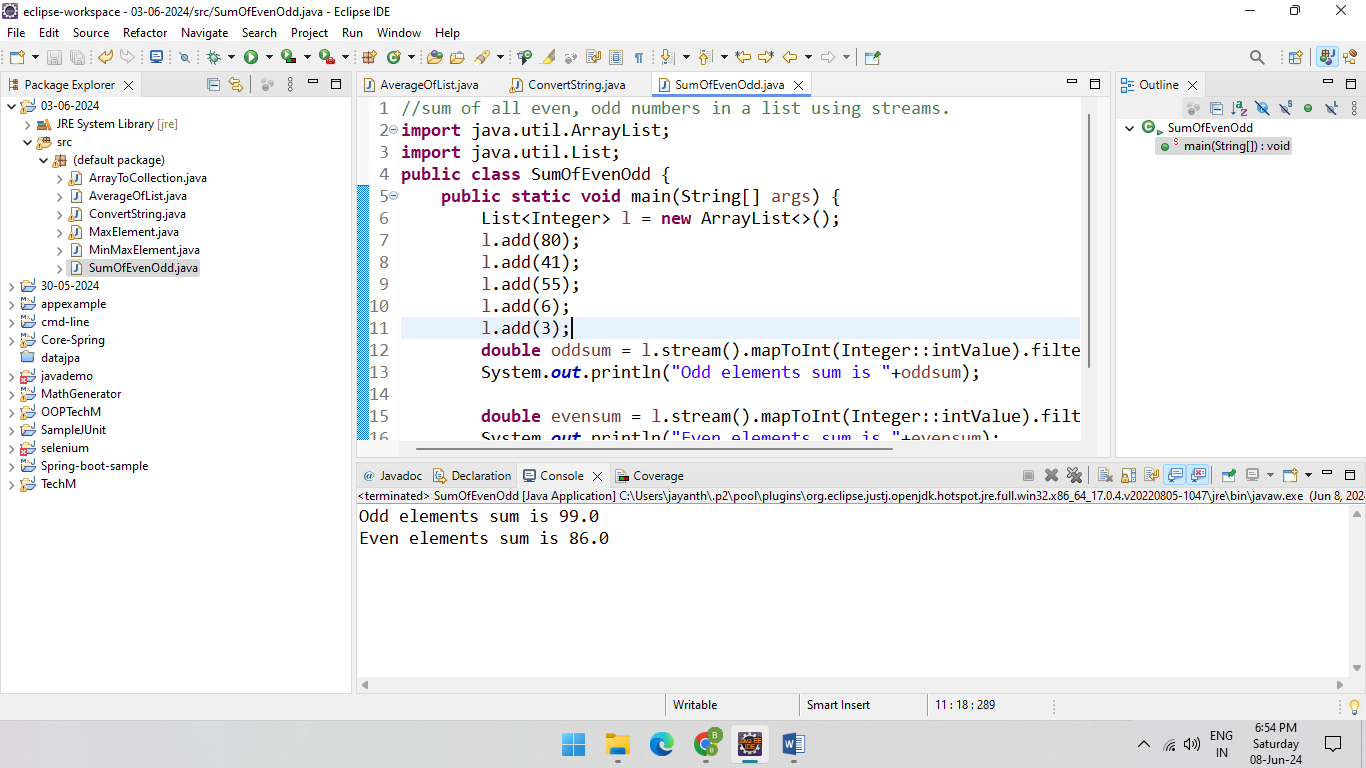 eclipse-workspace - 03-06-2024/src/SumOfEvenOdd.java - Eclipse IDE
File Edit Source Refactor Navigate Search Project Run Window Help
Package Explorer
03-06-2024
JRE System Library [jre]
src
(default package)
ArrayToCollection.java
AverageOfList.java
ConvertString.java
MaxElement.java
MinMaxElement.java
SumOfEvenOdd.java
30-05-2024
appexample
cmd-line
Core-Spring
datajpa
javademo
MathGenerator
OOPTechM
SampleJUnit
selenium
Spring-boot-sample
TechM
AverageOfList.java ConvertString.java SumOfEvenOdd.java
1 //sum of all even, odd numbers in a list using streams.
2 import java.util.ArrayList;
3 import java.util.List;
4 public class SumOfEvenOdd {
5 public static void main(String[] args) {
6 List<Integer> l = new ArrayList<>();
7 l.add(80);
8 l.add(41);
9 l.add(55);
10 l.add(6);
11 l.add(3);
12 double oddsum = l.stream().mapToInt(Integer::intValue).filte
13 System.out.println("Odd elements sum is "+oddsum);
14
15 double evensum = l.stream().mapToInt(Integer::intValue).filt
16 System.out.println("Even elements sum is "+evensum);
Outline
SumOfEvenOdd
main(String[]) : void
@ Javadoc Declaration Console Coverage
<terminated> SumOfEvenOdd [Java Application] C:\Users\jayanth\.p2\pool\plugins\org.eclipse.justj.openjdk.hotspot.jre.full.win32.x86_64_17.0.4.v20220805-1047\jre\bin\javaw.exe (Jun 8, 202
Odd elements sum is 99.0
Even elements sum is 86.0
Writable Smart Insert 11 : 18 : 289
ENG
IN
6:54 PM
Saturday
08-Jun-24